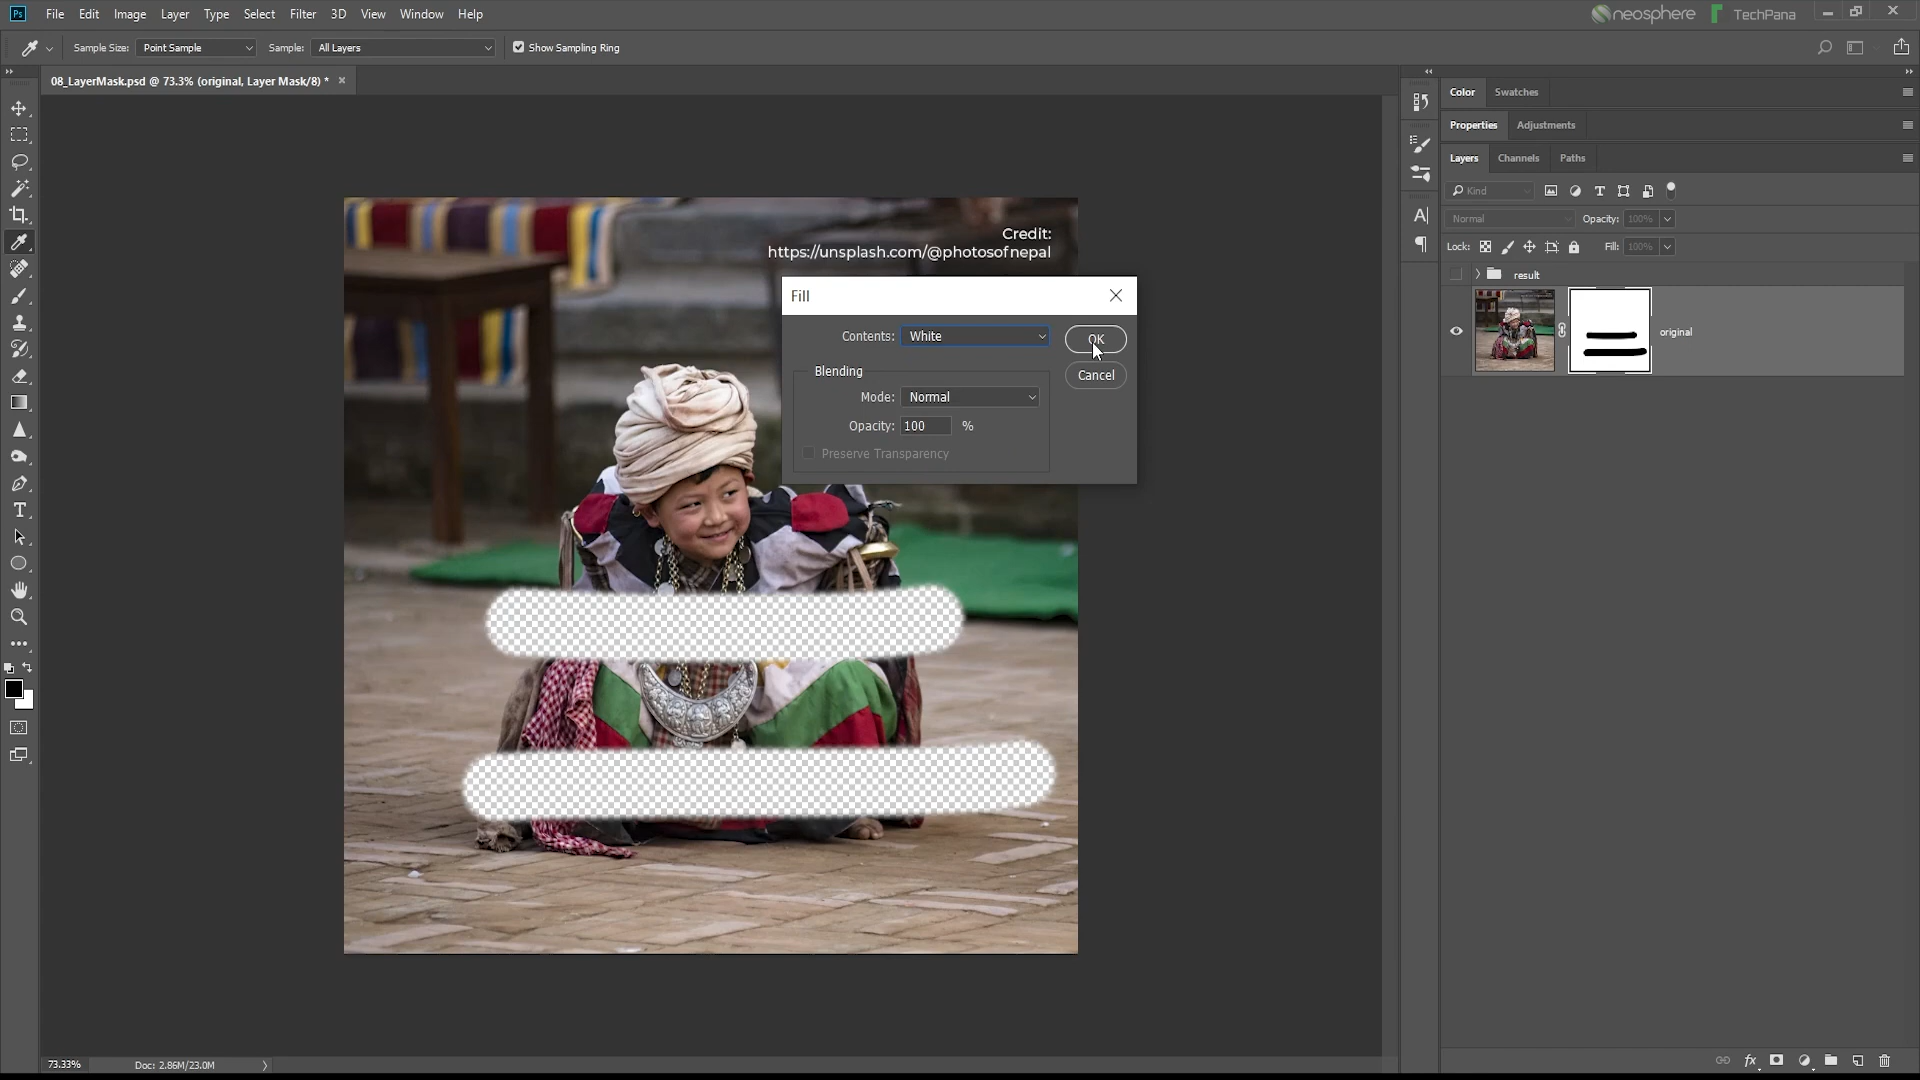 Ps File Edit Image Layer Type Select Filter 3D View Window Help
neosphere TechPana
Sample Size: Point Sample Sample: All Layers Show Sampling Ring
08_LayerMask.psd @ 73.3% (original, Layer Mask/8) * ×
Color Swatches
Properties Adjustments
Layers Channels Paths
Kind
Normal Opacity: 100%
Lock: Fill: 100%
result
original
Credit:
https://unsplash.com/@photosofnepal
Fill
Contents: White OK
Blending Cancel
Mode: Normal
Opacity: 100 %
Preserve Transparency
73.33% Doc: 2.86M/23.0M